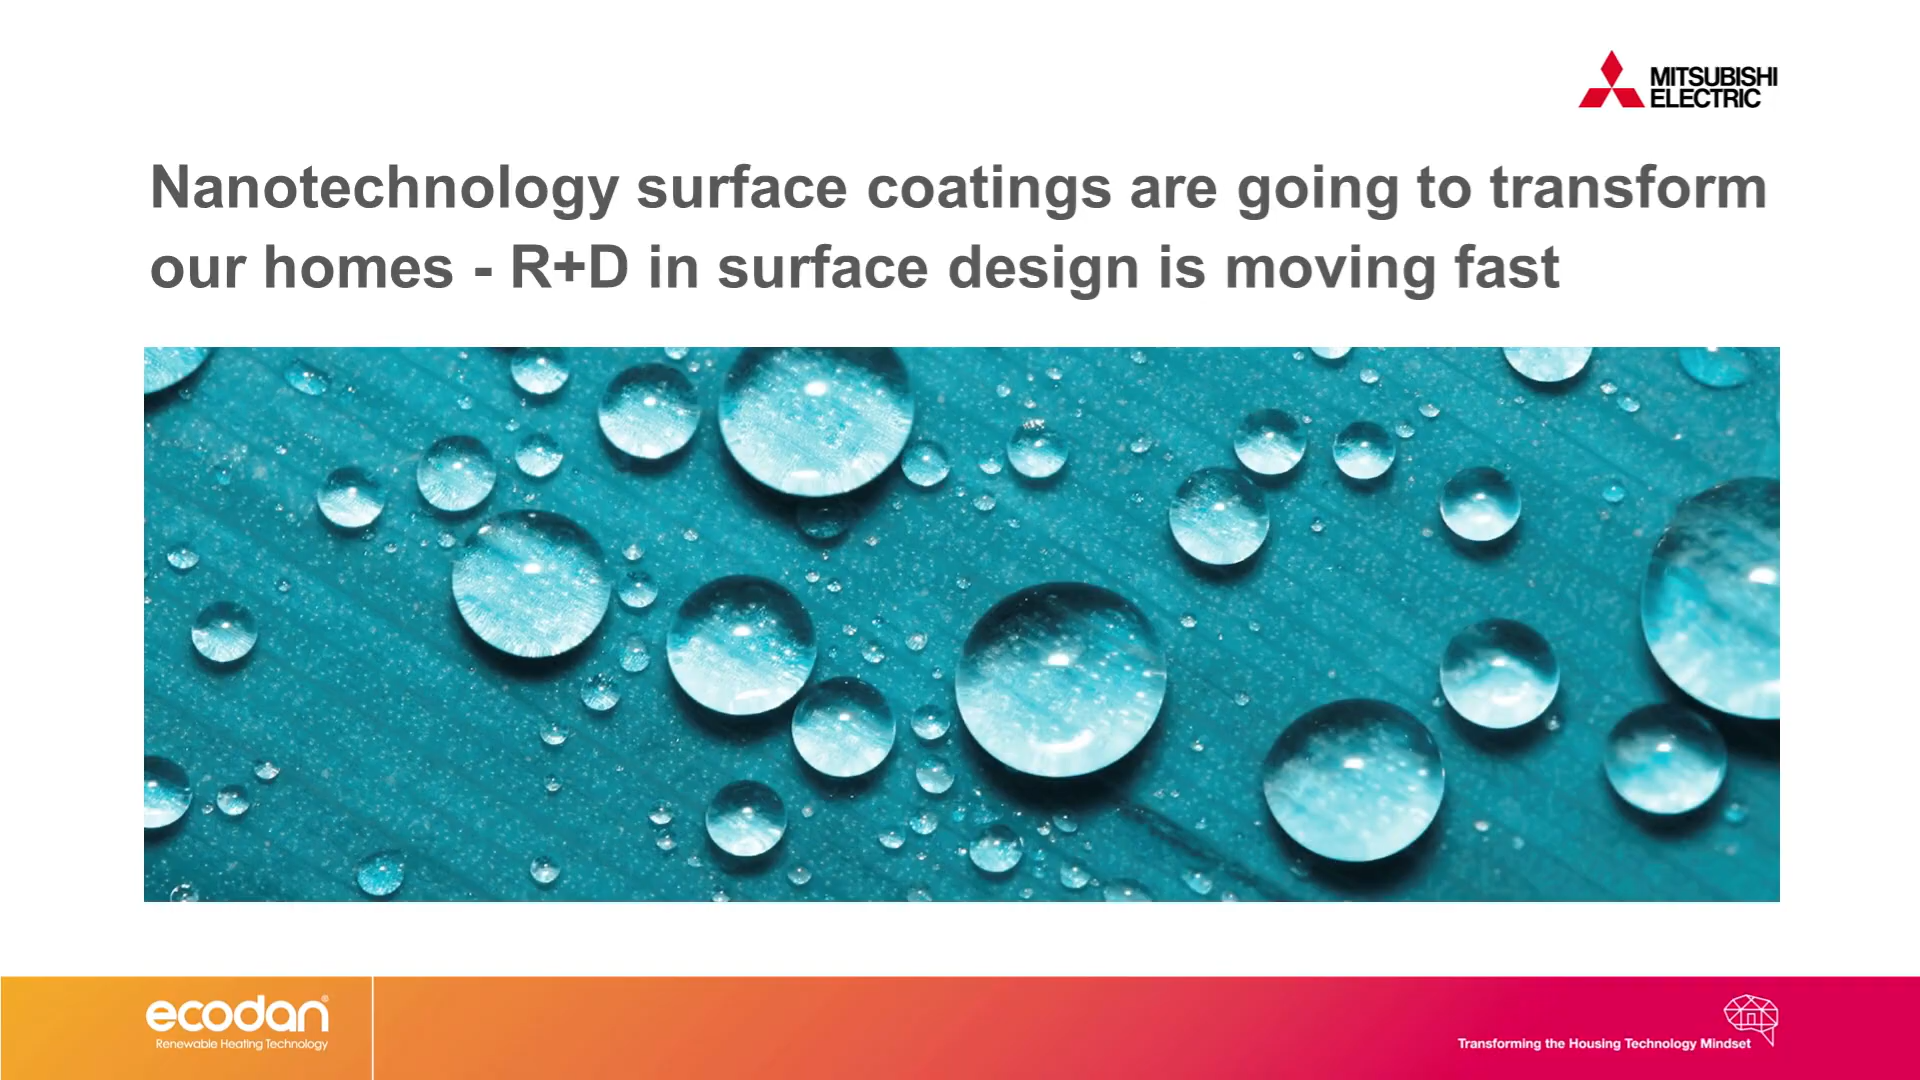 MITSUBISHI
ELECTRIC
Nanotechnology surface coatings are going to transform
our homes - R+D in surface design is moving fast
ecodan®
Renewable Heating Technology
Transforming the Housing Technology Mindset